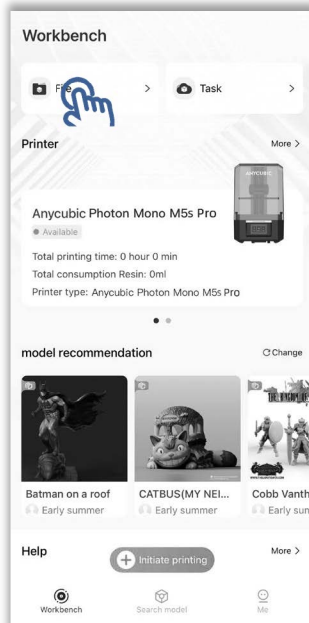 Workbench
File
Task
Printer
More
ANYCUBIC
Anycubic Photon Mono M5s Pro
Available
Total printing time: 0 hour 0 min
Total consumption Resin: 0ml
Printer type: Anycubic Photon Mono M5s Pro
model recommendation
Change
Batman on a roof
CATBUS(MY NEI...
Cobb Vanth
Early summer
Early summer
Early sum
Help
Initiate printing
More
Workbench
Search model
Me